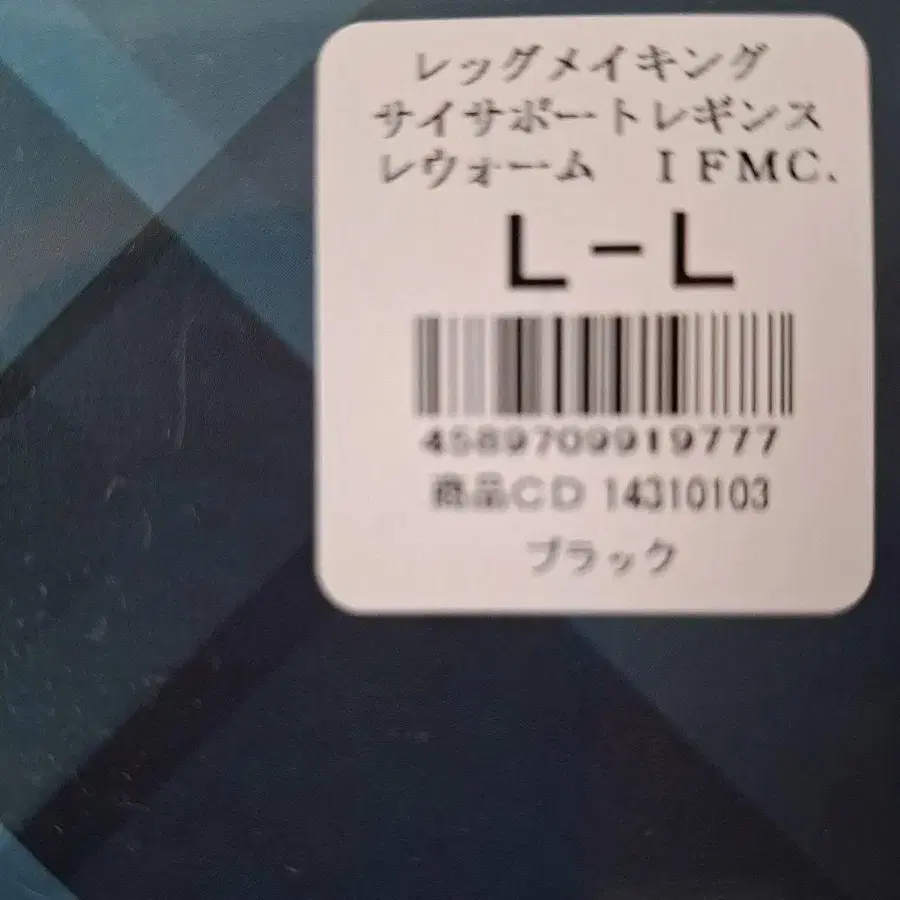 レッグメイキング
サイサポートレギンス
レウォーム　ＩＦＭＣ．
L-L
4589709919777
商品CD 14310103
ブラック